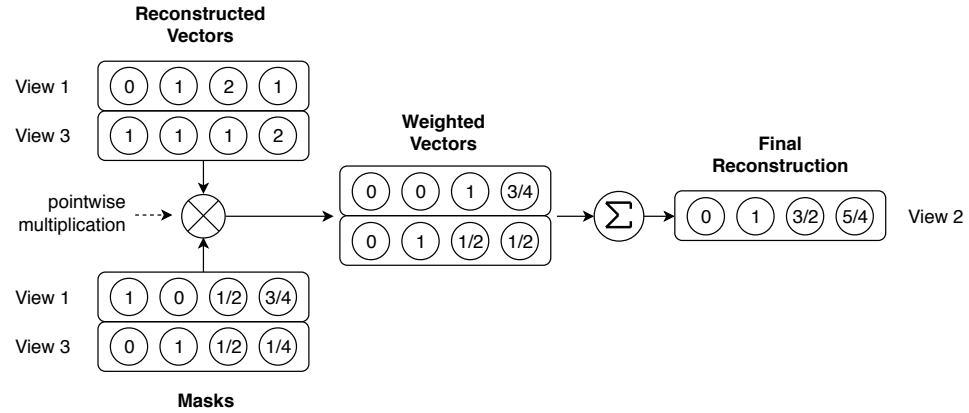 Reconstructed
Vectors
View 1
0 1 2 1
View 3
1 1 1 2
pointwise
multiplication
View 1
1 0 1/2 3/4
View 3
0 1 1/2 1/4
Masks
Weighted
Vectors
0 0 1 3/4
0 1 1/2 1/2
Σ
Final
Reconstruction
0 1 3/2 5/4
View 2